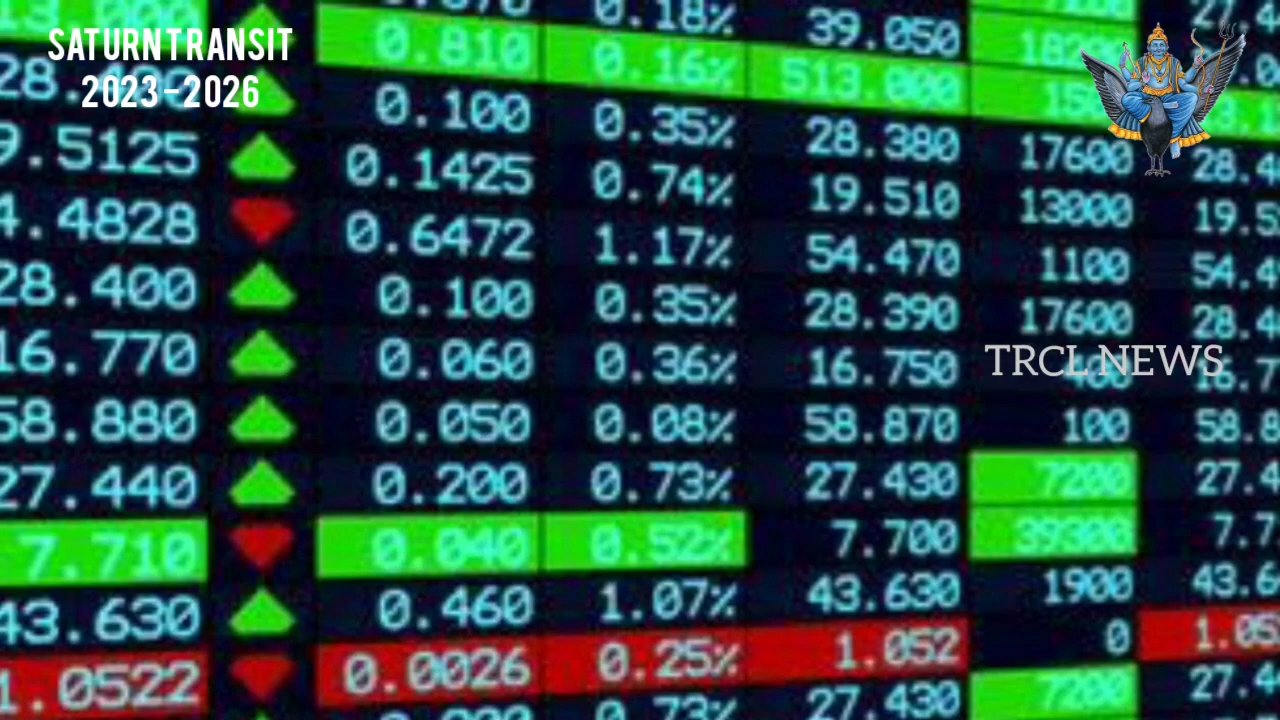 SATURN TRANSIT
2023-2026
0.18% 39.050
0.810 0.16% 513.000
0.100 0.35% 28.380 17600
9.5125 0.1425 0.74% 19.510 13000
4.4828 0.6472 1.17% 54.470 1100
28.400 0.100 0.35% 28.390 17600
16.770 0.060 0.36% 16.750 400
TRCL NEWS
58.880 0.050 0.08% 58.870 100
27.440 0.200 0.73% 27.430 7200
7.710 0.040 0.52% 7.700 39300
43.630 0.460 1.07% 43.630 1900
1.0522 0.0026 0.25% 1.052 0
0.73% 27.430 7200